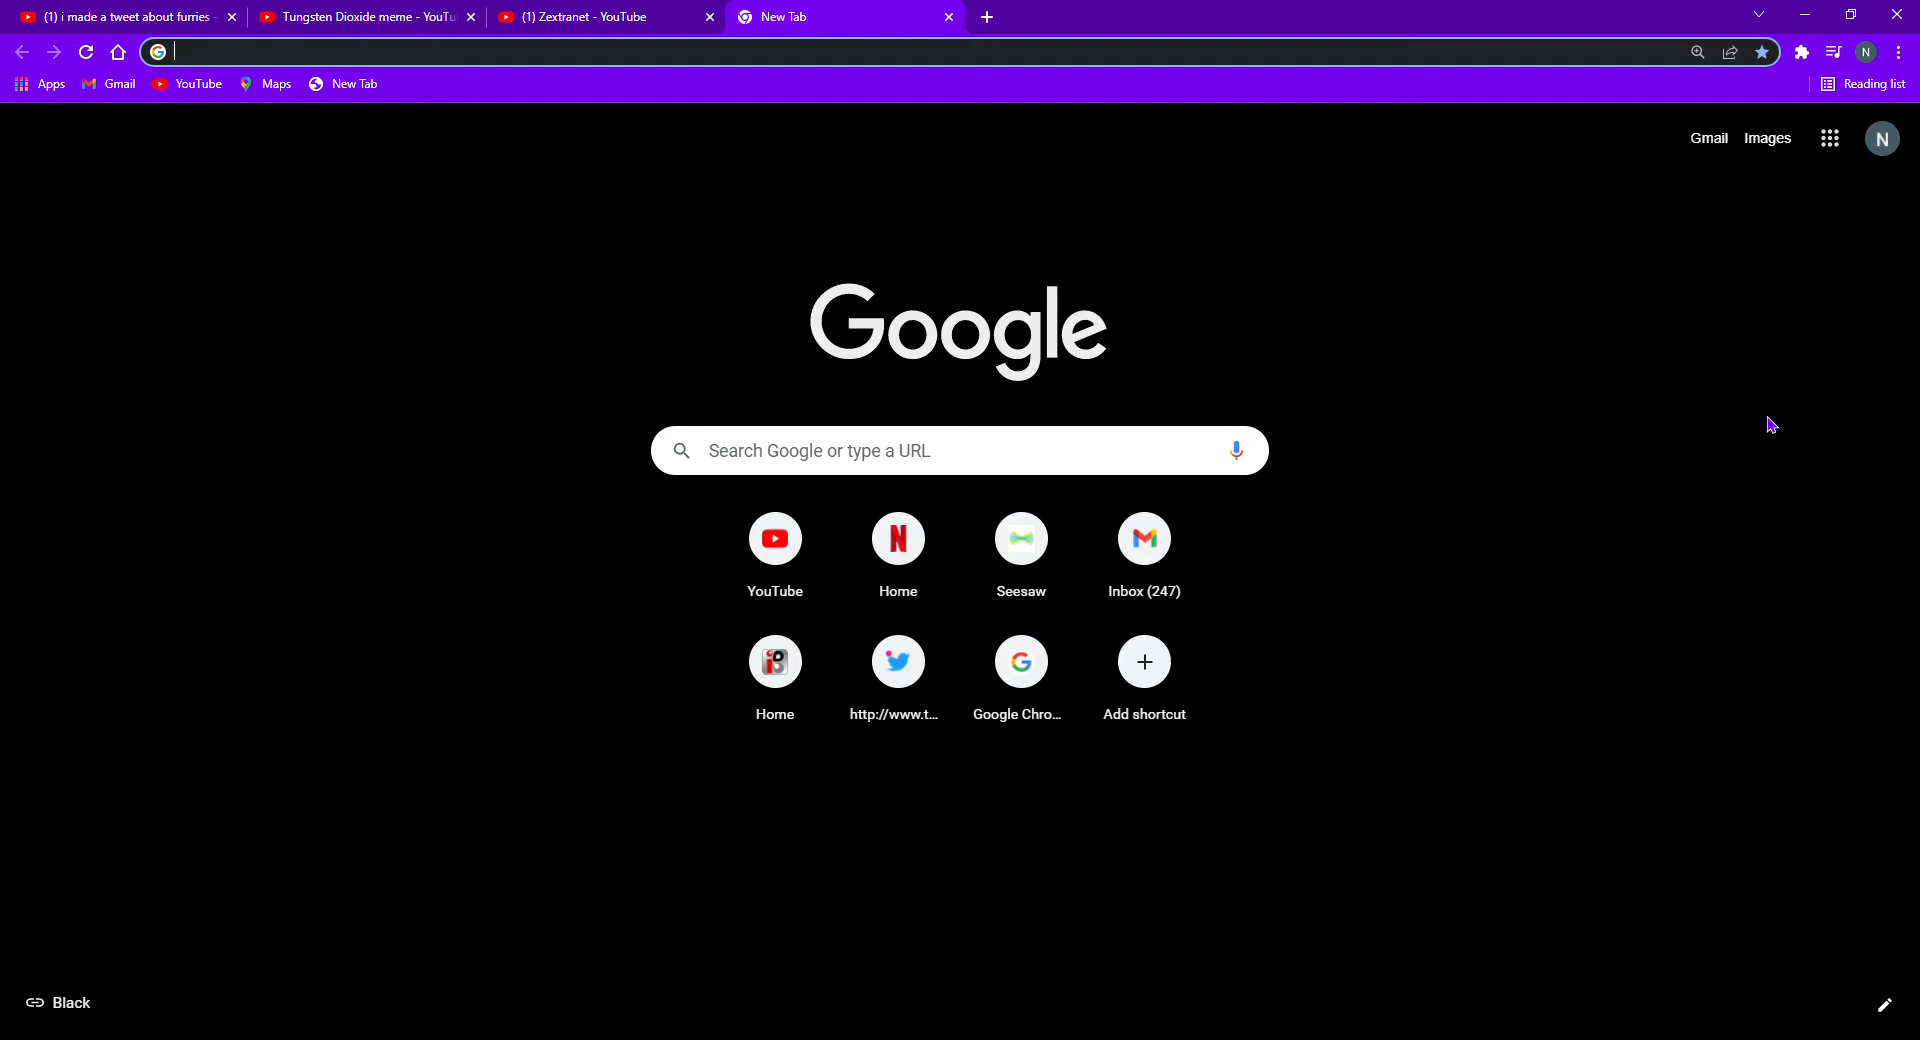 (1) i made a tweet about furries -
Tungsten Dioxide meme - YouTu
(1) Zextranet - YouTube
New Tab
N
Apps
Gmail
YouTube
Maps
New Tab
Reading list
Gmail
Images
N
Google
Search Google or type a URL
YouTube
Home
Seesaw
Inbox (247)
Home
http://www.t...
Google Chro...
Add shortcut
Black